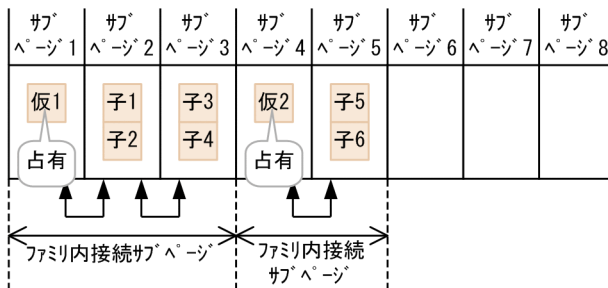 サブページ1
サブページ2
サブページ3
サブページ4
サブページ5
サブページ6
サブページ7
サブページ8
仮1
占有
子1
子2
子3
子4
仮2
占有
子5
子6
ファミリ内接続サブページ
ファミリ内接続
サブページ